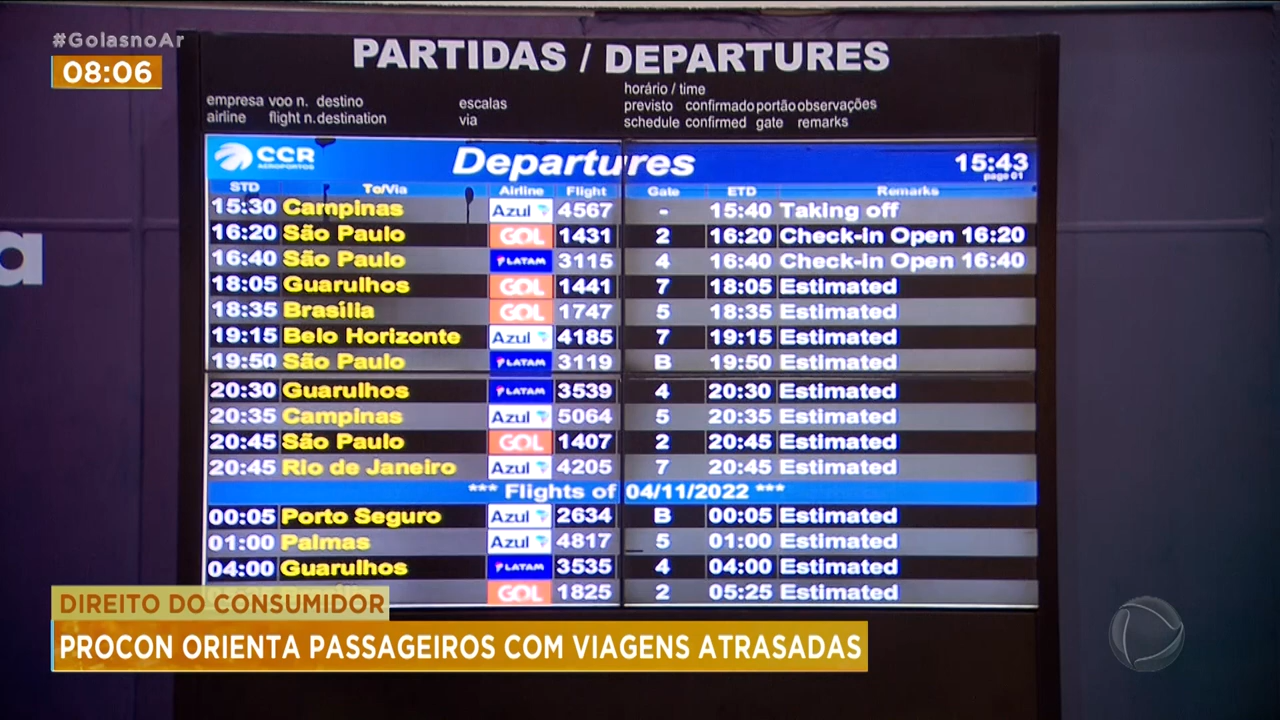 #GoIasnoAr
08:06
PARTIDAS / DEPARTURES
horário / time
empresa voo n. destino escalas previsto confirmado portão observações
airline flight n. destination via schedule confirmed gate remarks
CCR AEROPORTOS Departures 15:43
page 01
STD To/Via Airline Flight Gate ETD Remarks
15:30 Campinas Azul 4567 - 15:40 Taking off
16:20 São Paulo GOL 1431 2 16:20 Check-in Open 16:20
16:40 São Paulo LATAM 3115 4 16:40 Check-in Open 16:40
18:05 Guarulhos GOL 1441 7 18:05 Estimated
18:35 Brasília GOL 1747 5 18:35 Estimated
19:15 Belo Horizonte Azul 4185 7 19:15 Estimated
19:50 São Paulo LATAM 3119 B 19:50 Estimated
20:30 Guarulhos LATAM 3539 4 20:30 Estimated
20:35 Campinas Azul 5064 5 20:35 Estimated
20:45 São Paulo GOL 1407 2 20:45 Estimated
20:45 Rio de Janeiro Azul 4205 7 20:45 Estimated
*** Flights of 04/11/2022 ***
00:05 Porto Seguro Azul 2634 B 00:05 Estimated
01:00 Palmas Azul 4817 5 01:00 Estimated
04:00 Guarulhos LATAM 3535 4 04:00 Estimated
GOL 1825 2 05:25 Estimated
a
DIREITO DO CONSUMIDOR
PROCON ORIENTA PASSAGEIROS COM VIAGENS ATRASADAS